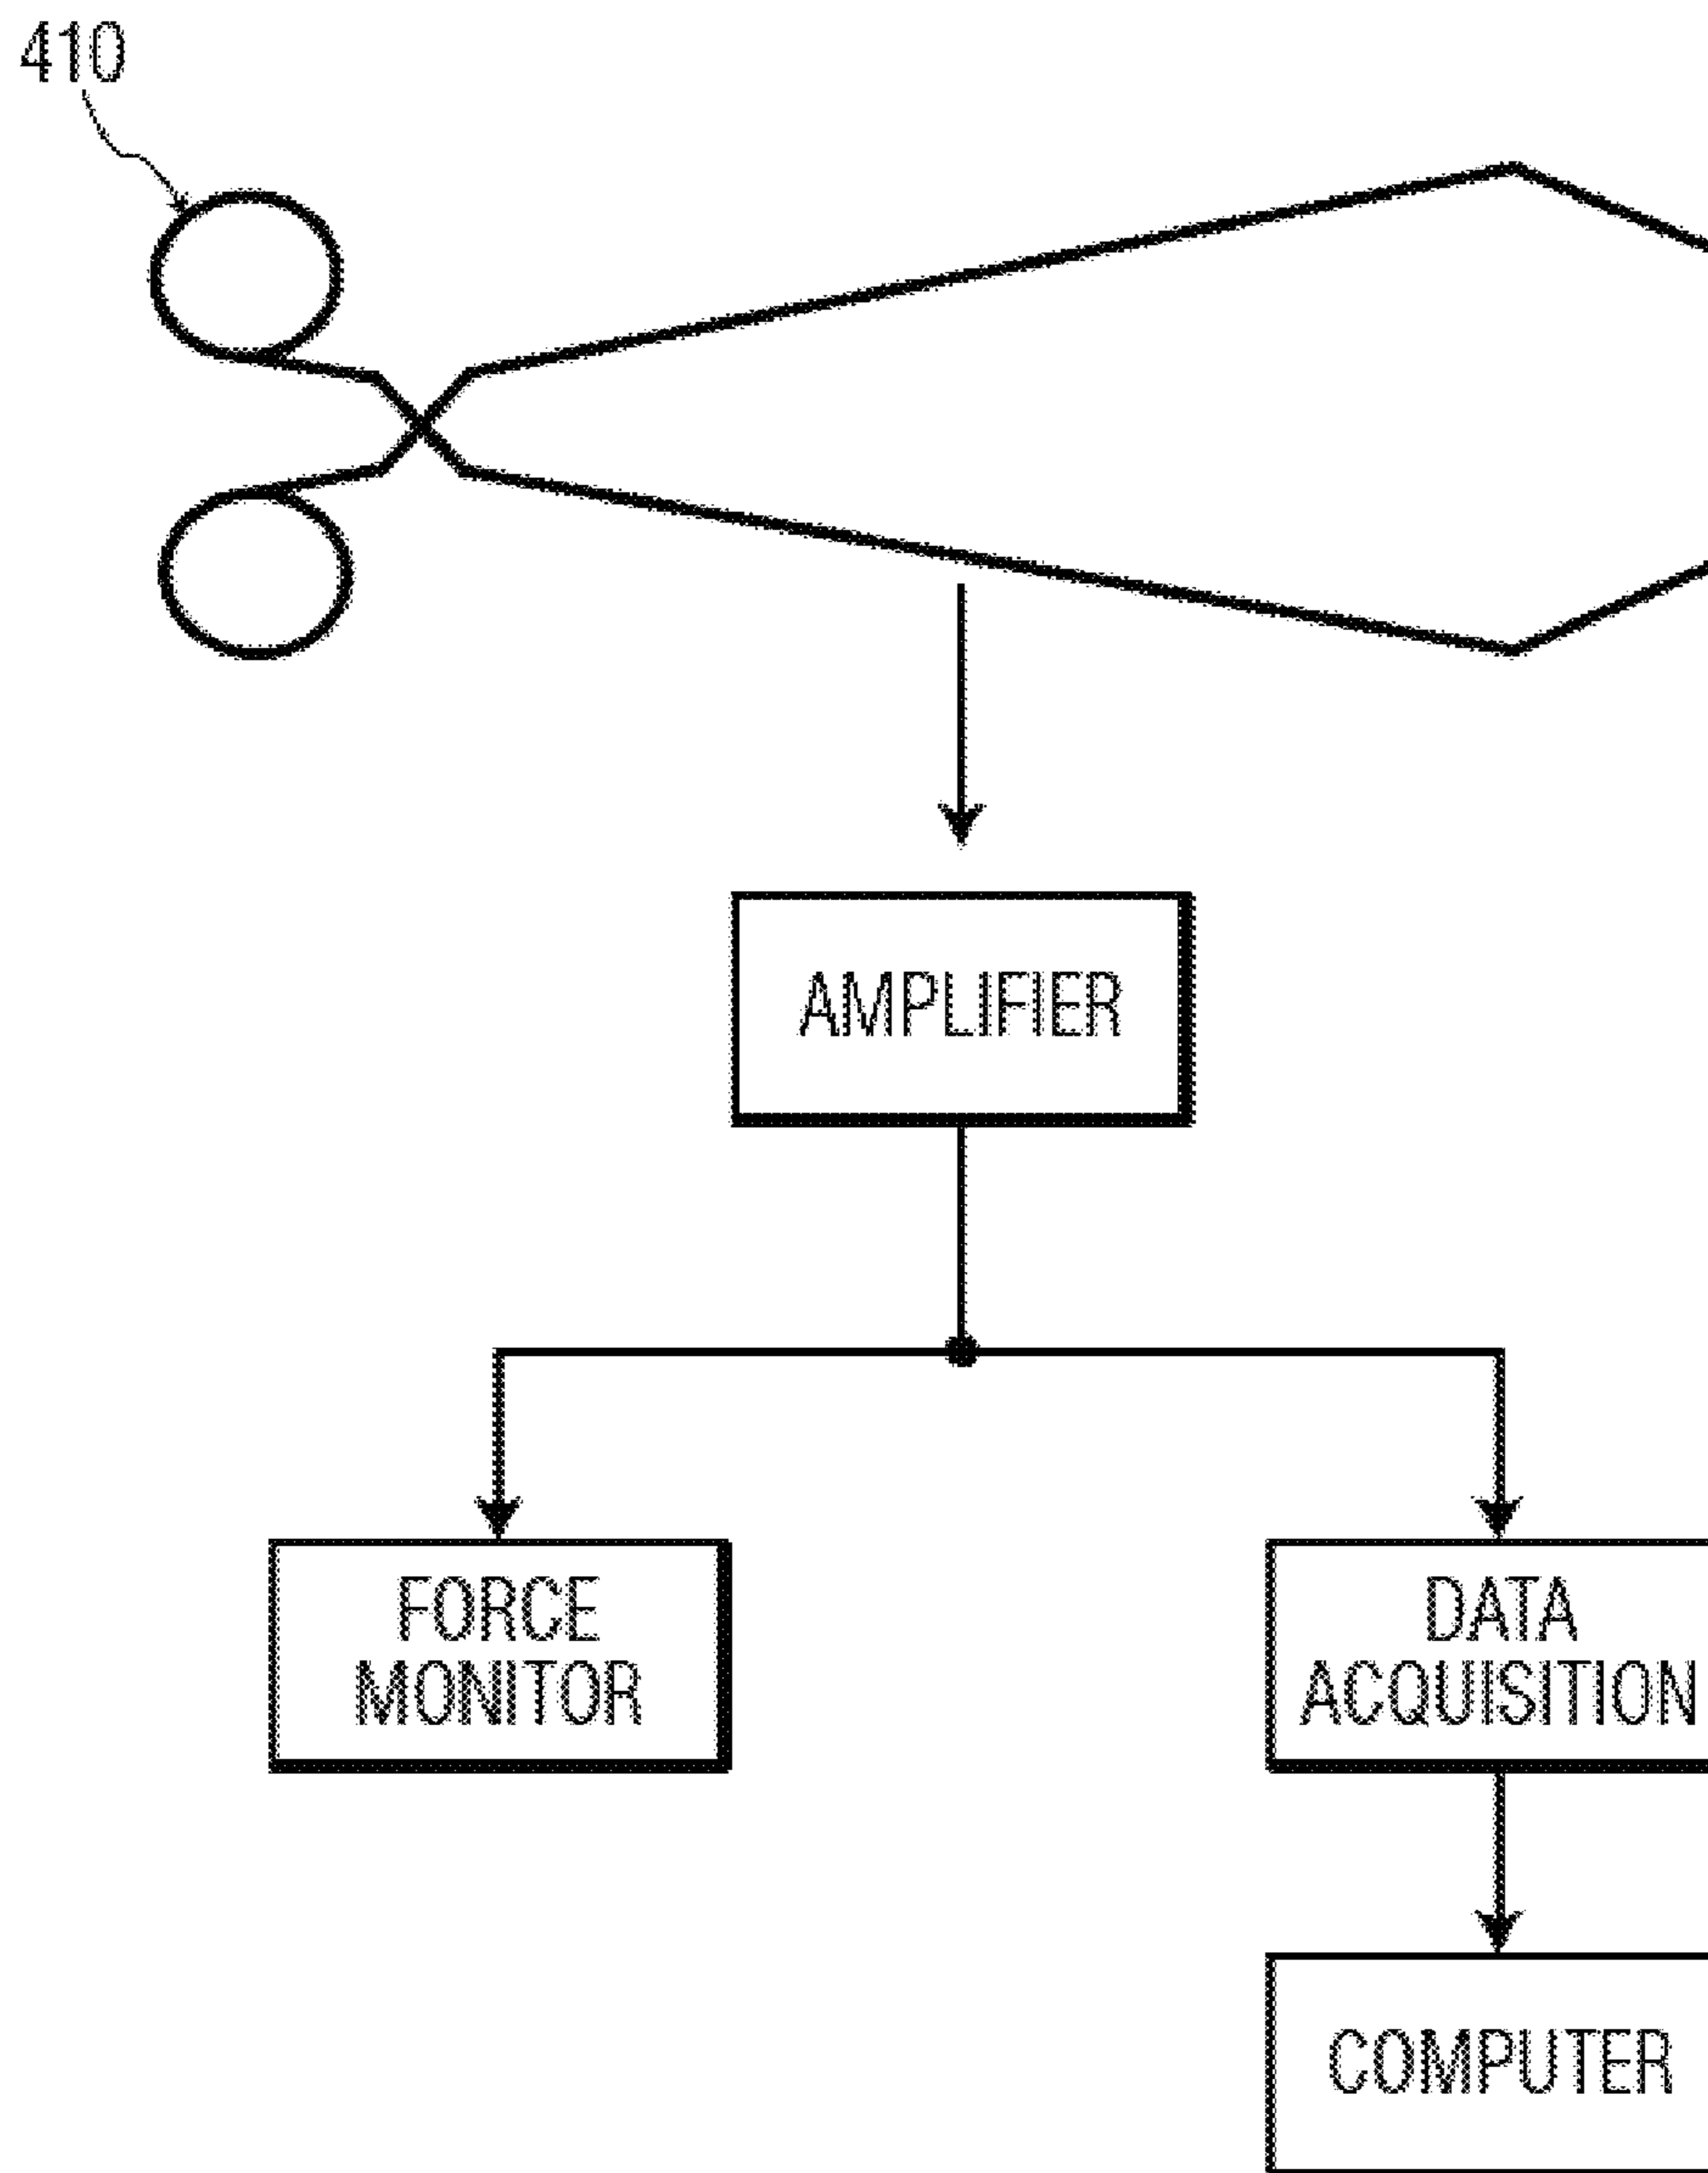 410
AMPLIFIER
FORCE
MONITOR
DATA
ACQUISITION
COMPUTER